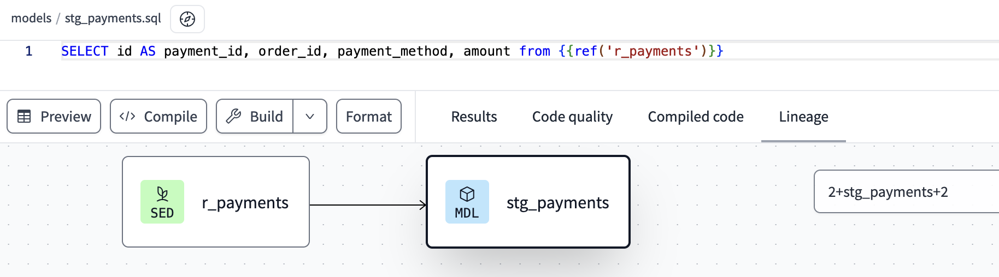 models / stg_payments.sql
1 SELECT id AS payment_id, order_id, payment_method, amount from {{ref('r_payments')}}
Preview </> Compile Build Format Results Code quality Compiled code Lineage
SED r_payments MDL stg_payments 2+stg_payments+2